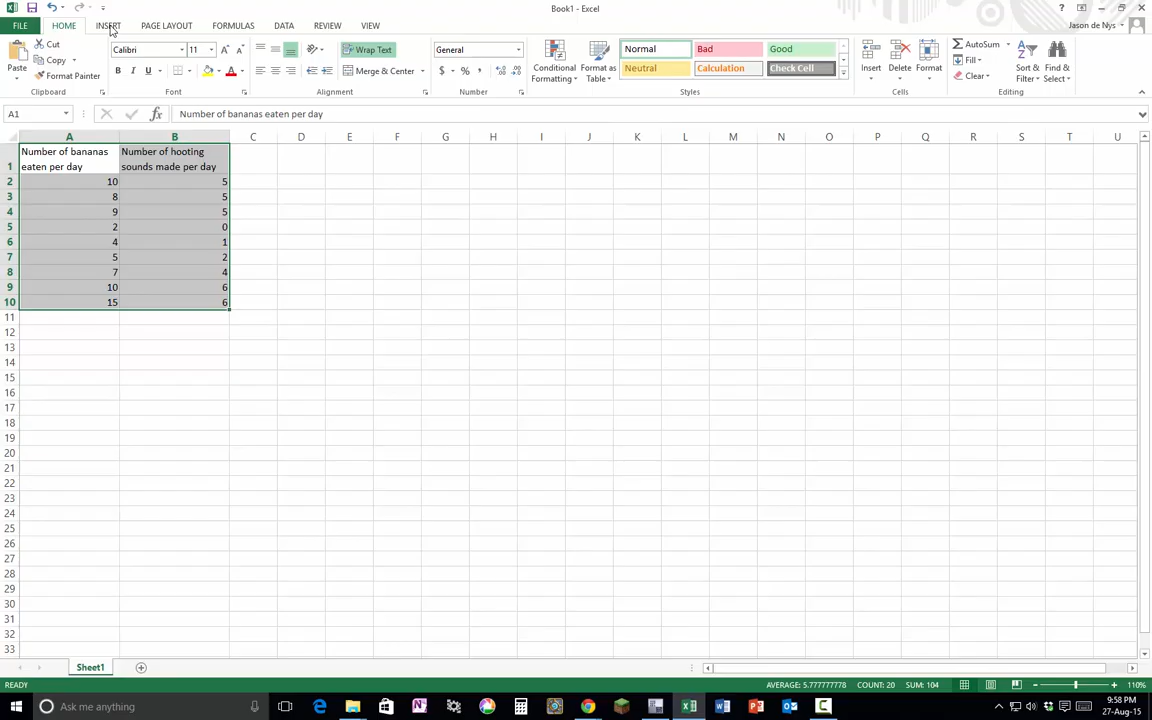 Book1 - Excel
FILE HOME INSERT PAGE LAYOUT FORMULAS DATA REVIEW VIEW
Jason de Nys
Paste
Cut
Copy
Format Painter
Clipboard
Calibri 11
B I U
A
Font
Wrap Text
Merge & Center
Alignment
General
$ % ,
Number
Conditional Formatting
Format as Table
Normal Bad Good
Neutral Calculation Check Cell
Styles
Insert Delete Format
Cells
AutoSum
Fill
Clear
Sort & Filter
Find & Select
Editing
A1 fx Number of bananas eaten per day
A B C D E F G H I J K L M N O P Q R S T U
1 Number of bananas eaten per day Number of hooting sounds made per day
2 10 5
3 8 5
4 9 5
5 2 0
6 4 1
7 5 2
8 7 4
9 10 6
10 15 6
11
12
13
14
15
16
17
18
19
20
21
22
23
24
25
26
27
28
29
30
31
32
33
Sheet1
READY AVERAGE: 5.777777778 COUNT: 20 SUM: 104 110%
Ask me anything
9:58 PM
27-Aug-15